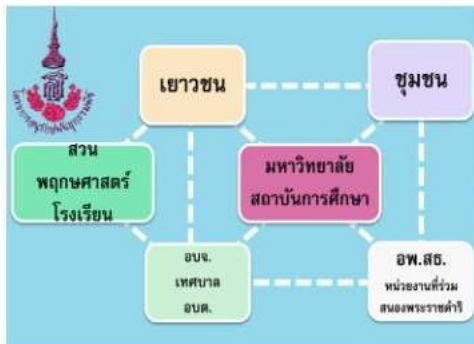 เยาวชน
ชุมชน
สวน
พฤกษศาสตร์
โรงเรียน
มหาวิทยาลัย
สถาบันการศึกษา
อบจ.
เทศบาล
อบต.
อพ.สธ.
หน่วยงานที่ร่วม
สนองพระราชดำริ